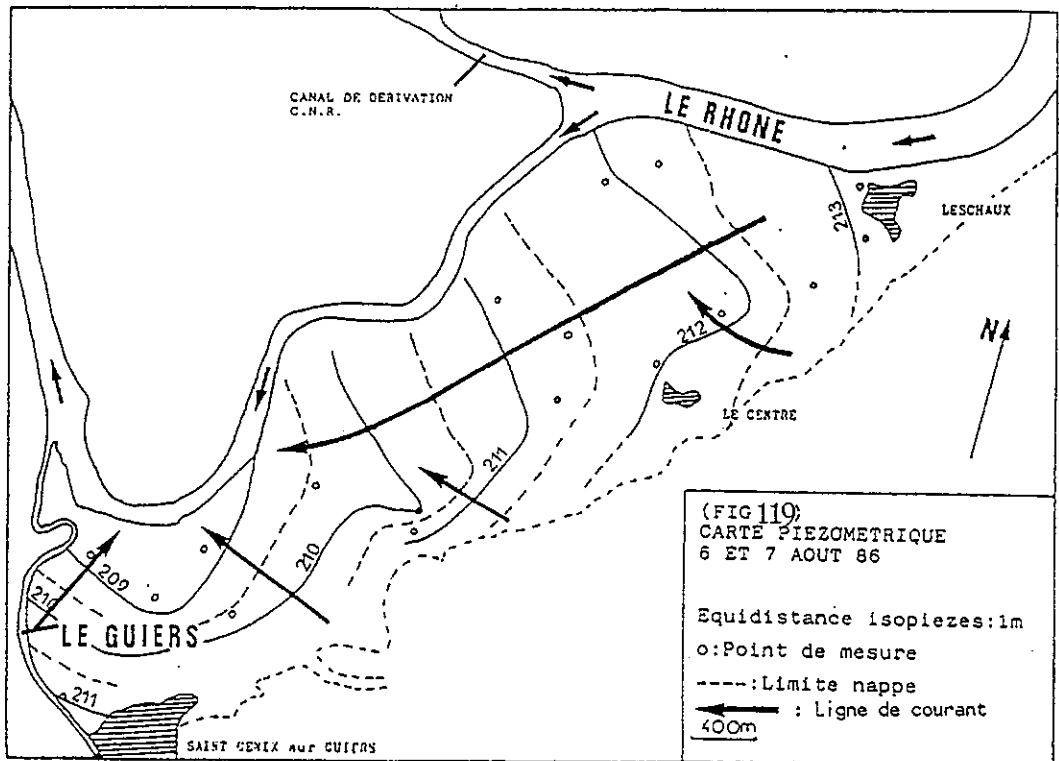 CANAL DE DERIVATION
C.N.R.
LE RHONE
213
LESCHAUX
212
N
LE CENTRE
211
210
209
210
LE GUIERS
211
SAINT GENIX sur GUIERS
(FIG 119)
CARTE PIEZOMETRIQUE
6 ET 7 AOUT 86
Equidistance isopiezes:1m
o:Point de mesure
----:Limite nappe
: Ligne de courant
400m